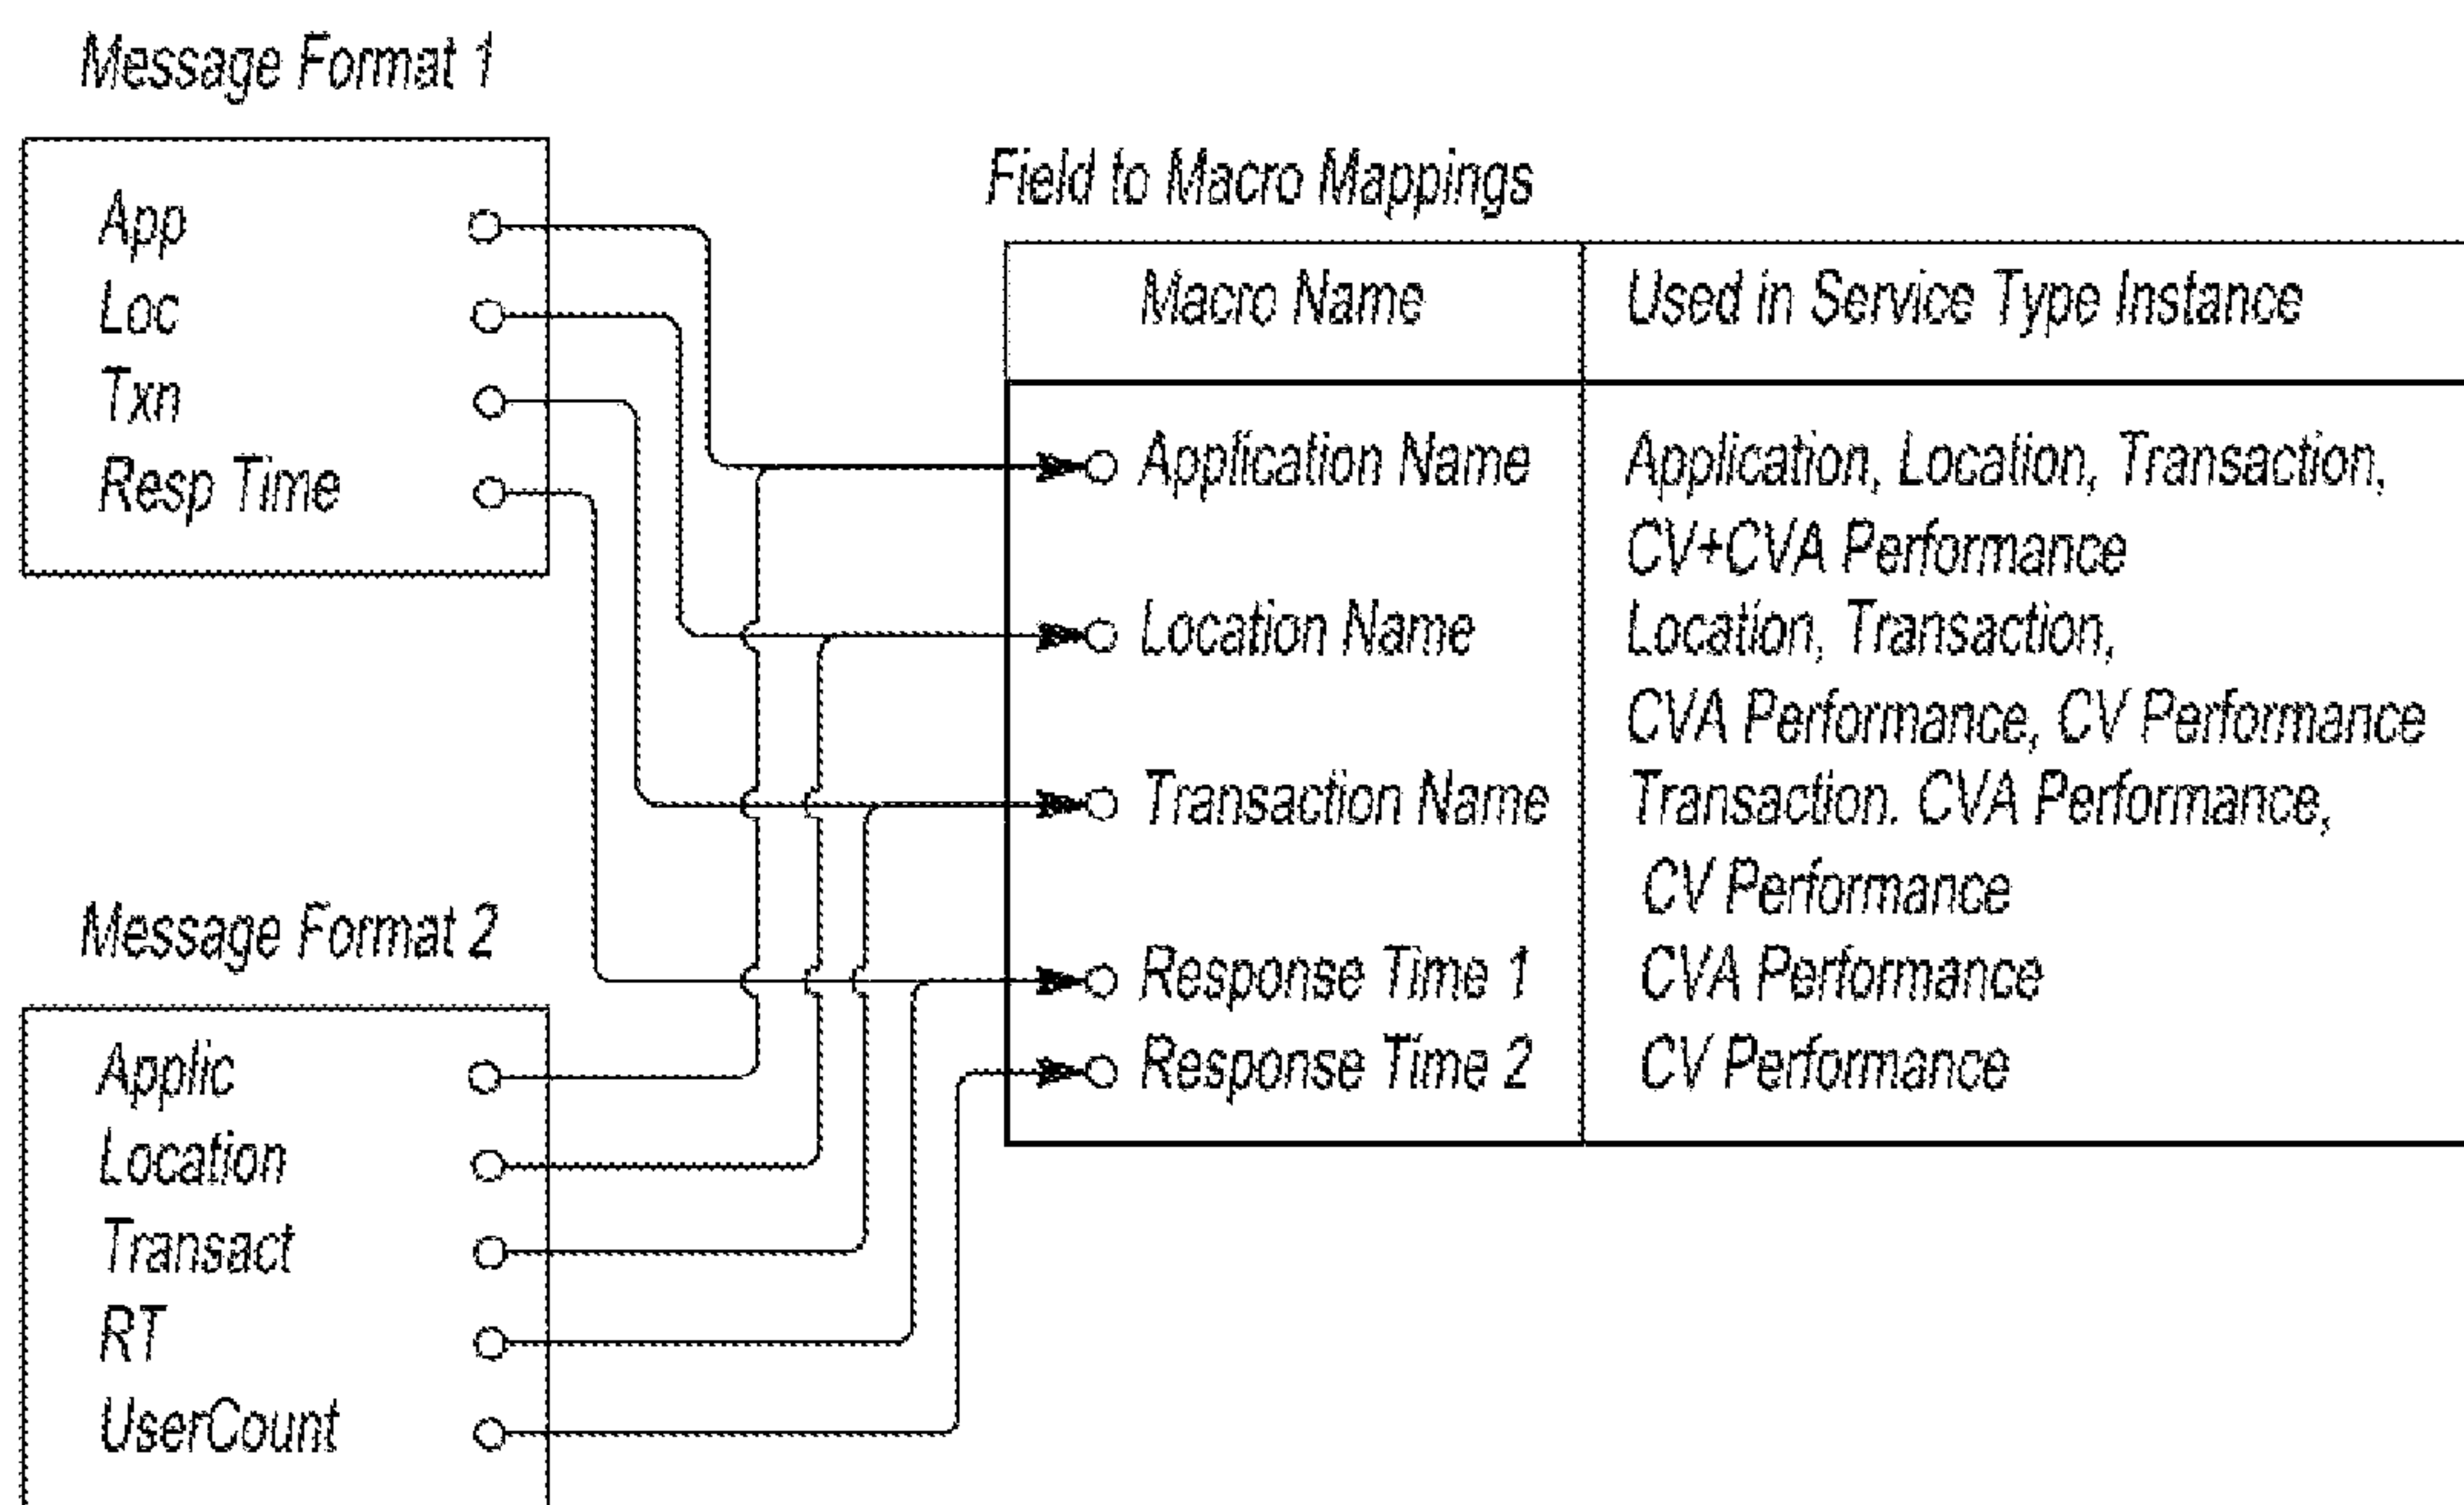 Message Format 1
App
Loc
Txn
Resp Time
Message Format 2
Applic
Location
Transact
RT
UserCount
Field to Macro Mappings
Macro Name
Used in Service Type Instance
Application Name
Application, Location, Transaction,
CV+CVA Performance
Location Name
Location, Transaction,
CVA Performance, CV Performance
Transaction Name
Transaction. CVA Performance,
CV Performance
Response Time 1
CVA Performance
Response Time 2
CV Performance